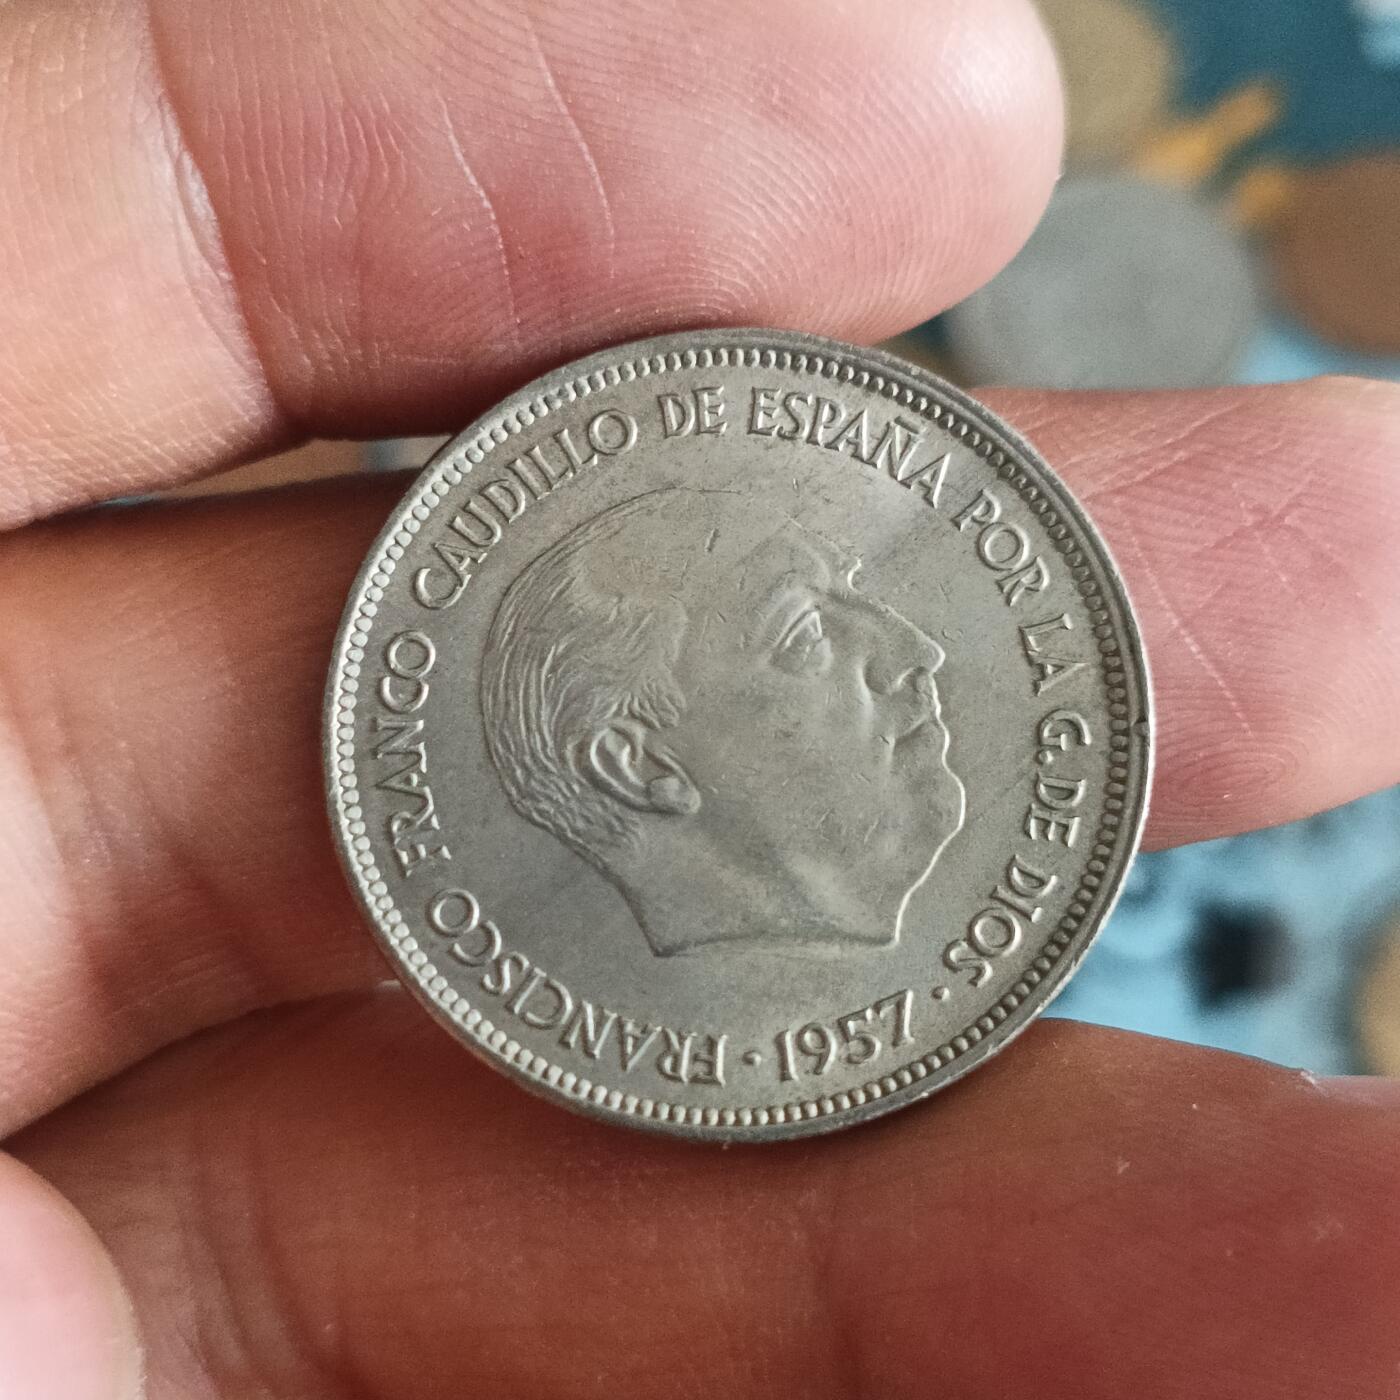 FRANCISCO FRANCO CAUDILLO DE ESPAÑA POR LA G. DE DIOS · 1957 ·